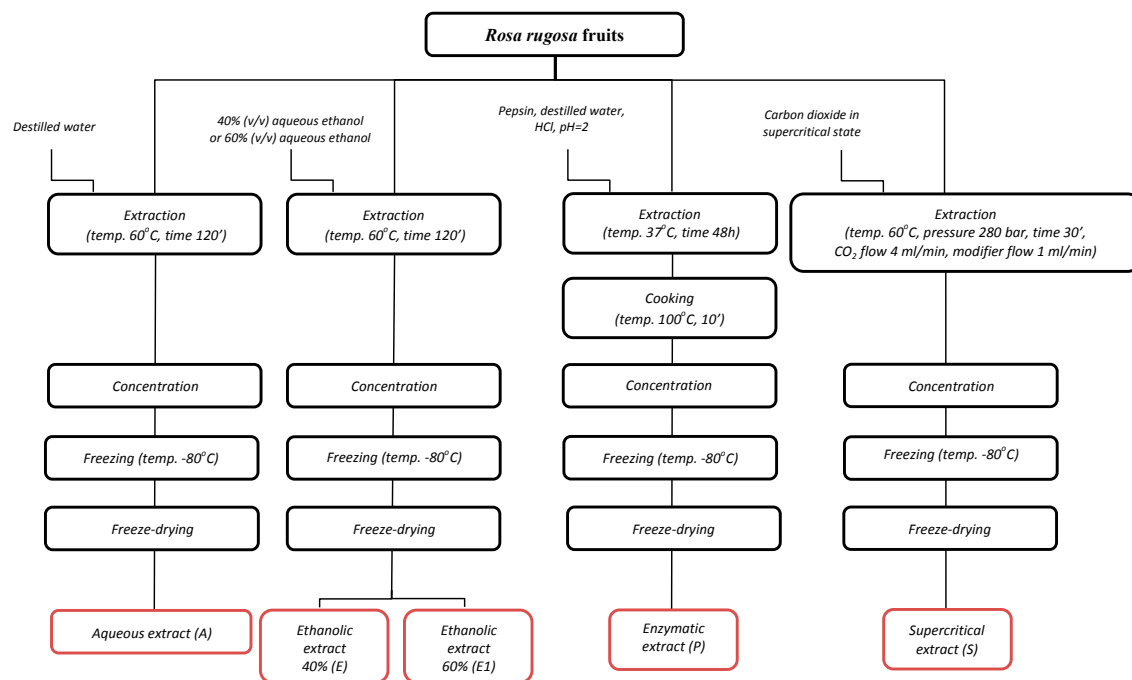 Rosa rugosa fruits
Destilled water
40% (v/v) aqueous ethanol
or 60% (v/v) aqueous ethanol
Pepsin, destilled water,
HCl, pH=2
Carbon dioxide in
supercritical state
Extraction
(temp. 60°C, time 120’)
Extraction
(temp. 60°C, time 120’)
Extraction
(temp. 37°C, time 48h)
Extraction
(temp. 60°C, pressure 280 bar, time 30’,
CO₂ flow 4 ml/min, modifier flow 1 ml/min)
Cooking
(temp. 100°C, 10’)
Concentration
Concentration
Concentration
Concentration
Freezing (temp. -80°C)
Freezing (temp. -80°C)
Freezing (temp. -80°C)
Freezing (temp. -80°C)
Freeze-drying
Freeze-drying
Freeze-drying
Freeze-drying
Aqueous extract (A)
Ethanolic
extract
40% (E)
Ethanolic
extract
60% (E1)
Enzymatic
extract (P)
Supercritical
extract (S)